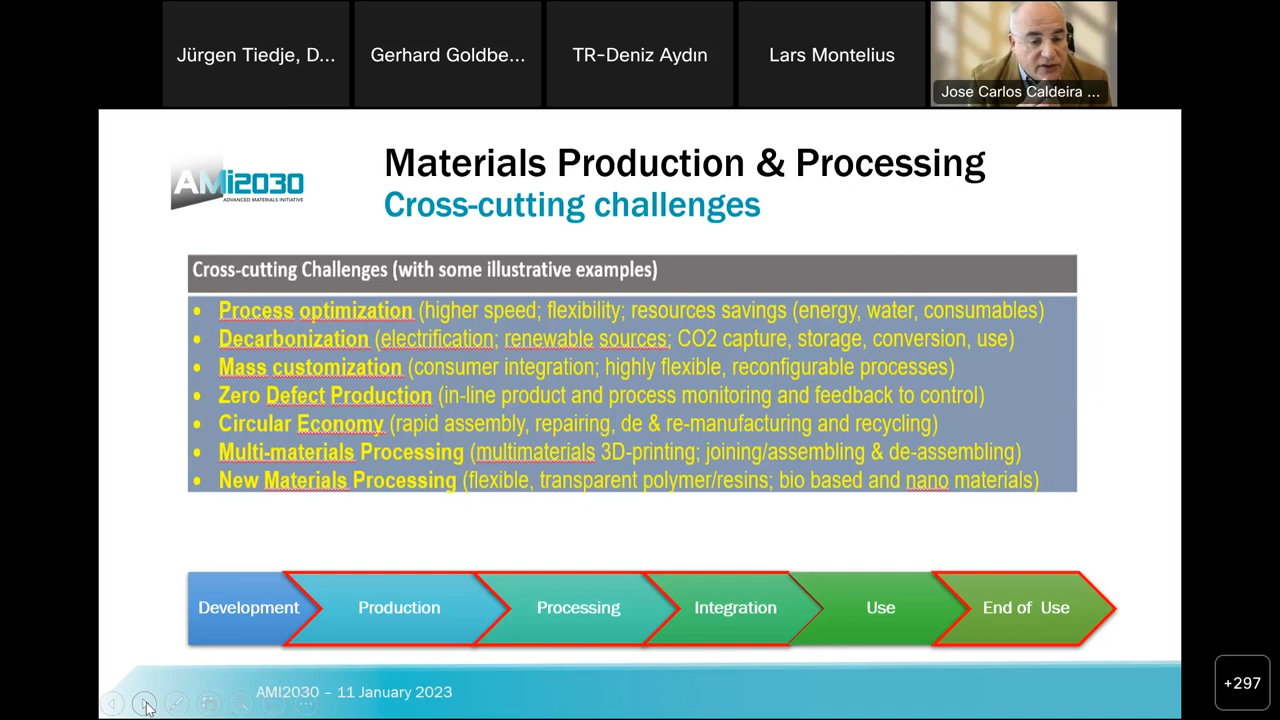 Jürgen Tiedje, D...
Gerhard Goldbe...
TR-Deniz Aydın
Lars Montelius
Jose Carlos Caldeira ...
AMi2030
ADVANCED MATERIALS INITIATIVE
Materials Production & Processing
Cross-cutting challenges
Cross-cutting Challenges (with some illustrative examples)
• Process optimization (higher speed; flexibility; resources savings (energy, water, consumables)
• Decarbonization (electrification; renewable sources; CO2 capture, storage, conversion, use)
• Mass customization (consumer integration; highly flexible, reconfigurable processes)
• Zero Defect Production (in-line product and process monitoring and feedback to control)
• Circular Economy (rapid assembly, repairing, de & re-manufacturing and recycling)
• Multi-materials Processing (multimaterials 3D-printing; joining/assembling & de-assembling)
• New Materials Processing (flexible, transparent polymer/resins; bio based and nano materials)
Development
Production
Processing
Integration
Use
End of Use
AMI2030 – 11 January 2023
+297